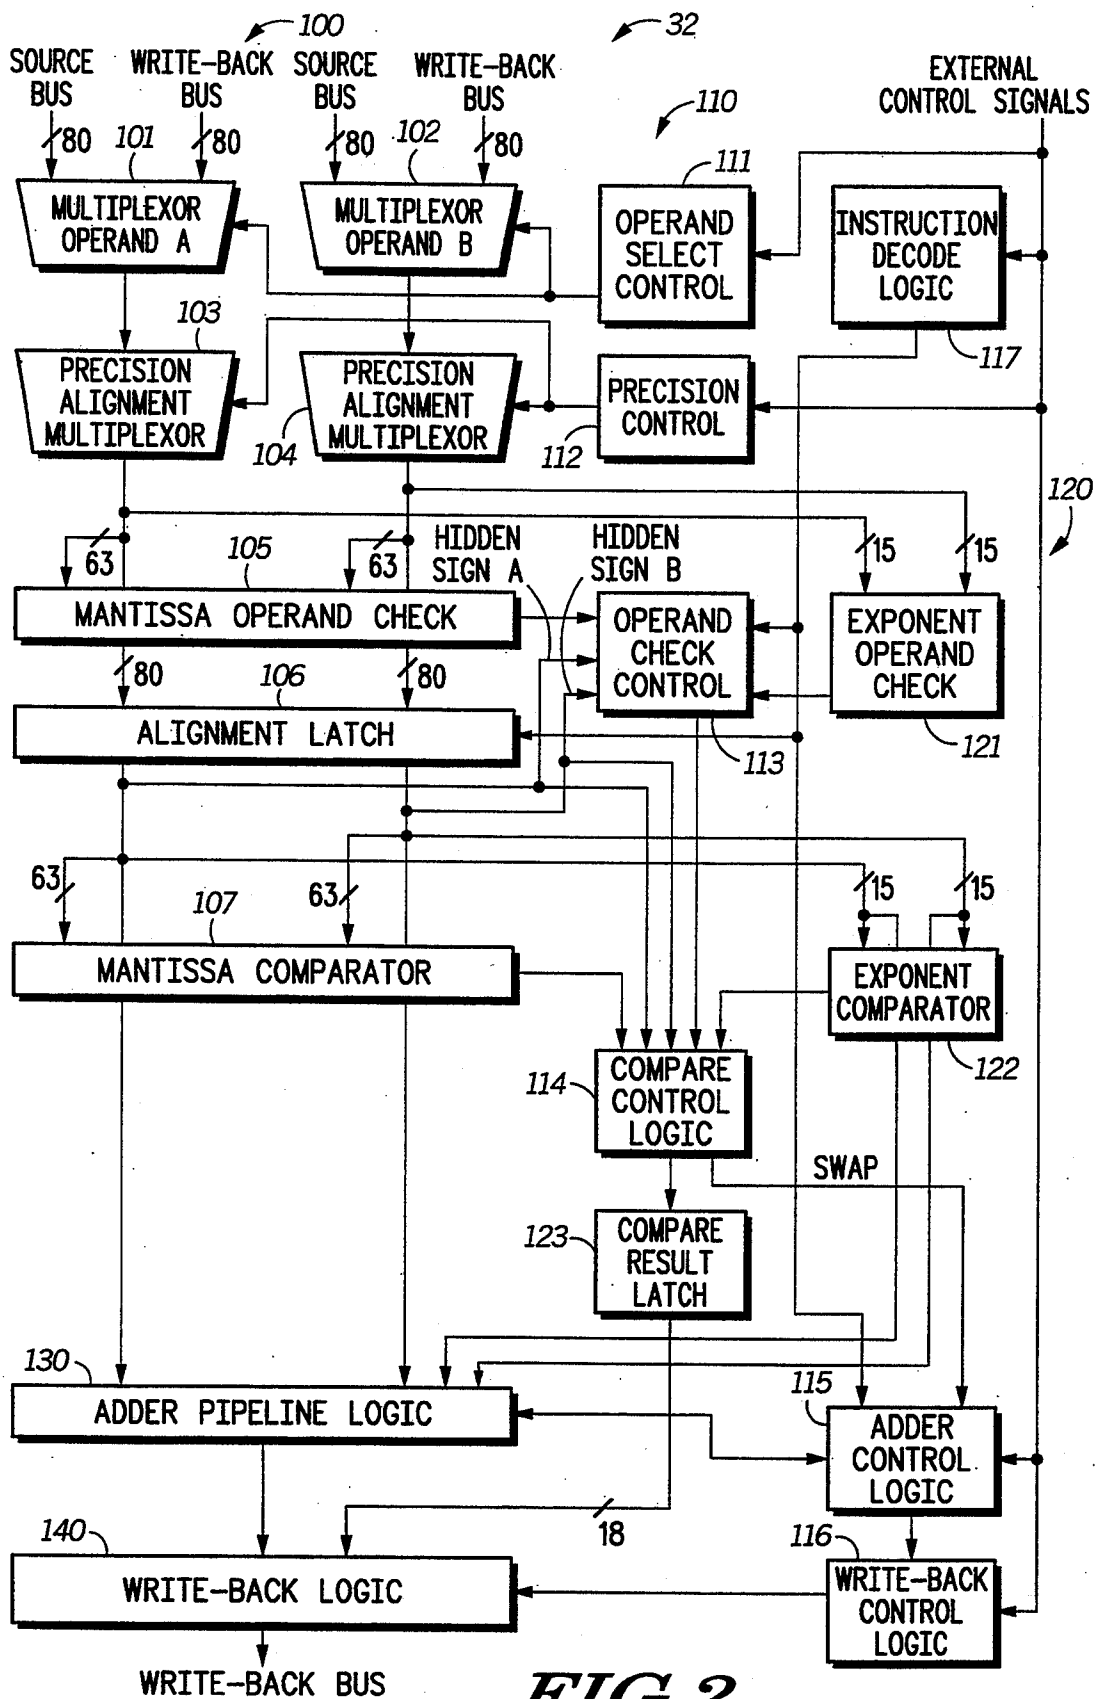 100
32
SOURCE BUS
WRITE-BACK BUS
SOURCE BUS
WRITE-BACK BUS
EXTERNAL CONTROL SIGNALS
80
101
80
80
102
80
110
111
MULTIPLEXOR OPERAND A
MULTIPLEXOR OPERAND B
OPERAND SELECT CONTROL
INSTRUCTION DECODE LOGIC
117
103
PRECISION ALIGNMENT MULTIPLEXOR
104
PRECISION ALIGNMENT MULTIPLEXOR
112
PRECISION CONTROL
120
63
105
63
HIDDEN SIGN A
HIDDEN SIGN B
15
15
MANTISSA OPERAND CHECK
OPERAND CHECK CONTROL
EXPONENT OPERAND CHECK
80
106
80
ALIGNMENT LATCH
113
121
63
107
63
15
15
MANTISSA COMPARATOR
EXPONENT COMPARATOR
122
114
COMPARE CONTROL LOGIC
SWAP
123
COMPARE RESULT LATCH
130
115
ADDER PIPELINE LOGIC
ADDER CONTROL LOGIC
18
140
116
WRITE-BACK LOGIC
WRITE-BACK CONTROL LOGIC
WRITE-BACK BUS
FIG.2